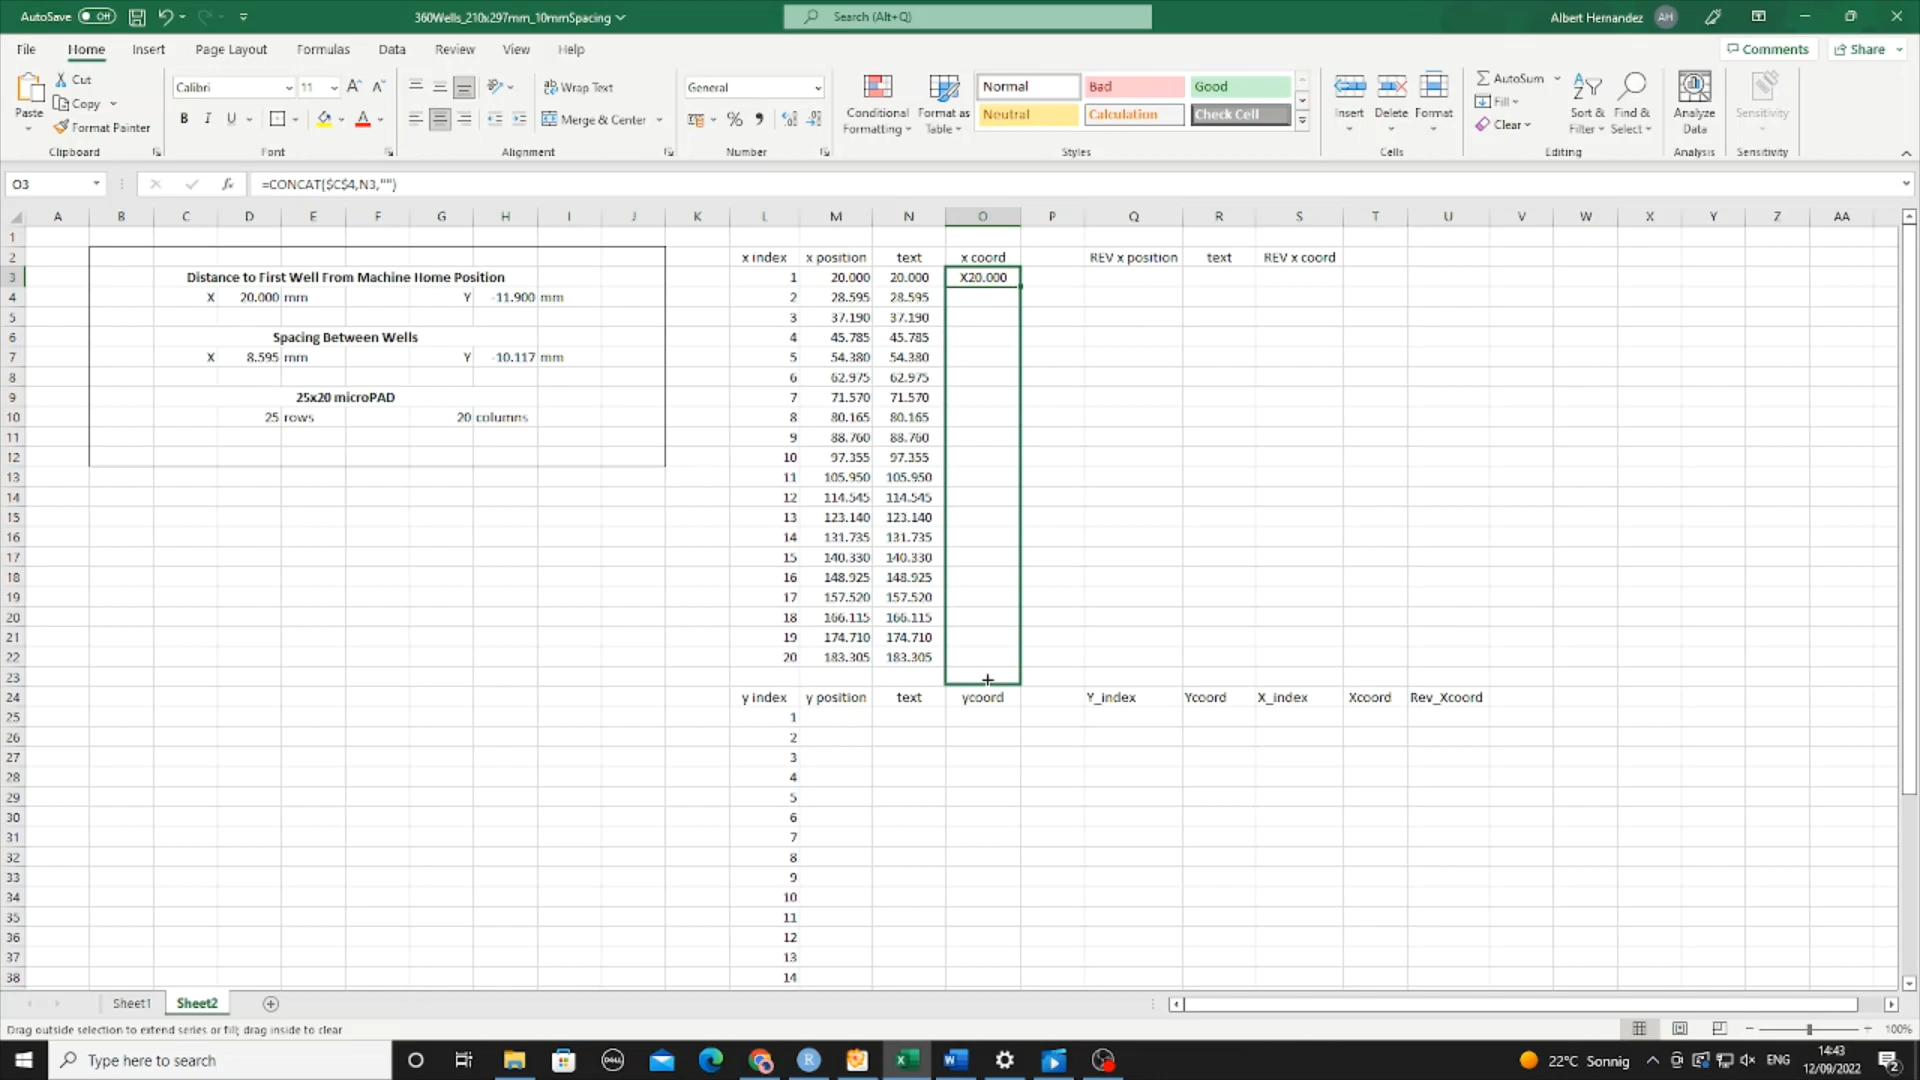 AutoSave Off 360Wells_210x297mm_10mmSpacing Search (Alt+Q) Albert Hernandez AH
File Home Insert Page Layout Formulas Data Review View Help Comments Share
Paste Cut Copy Format Painter Clipboard
Calibri 11 B I U Font
Wrap Text Merge & Center Alignment
General % Number
Conditional Formatting Format as Table
Normal Bad Good
Neutral Calculation Check Cell
Styles
Insert Delete Format Cells
AutoSum Fill Clear Sort & Filter Find & Select Editing
Analyze Data Analysis
Sensitivity Sensitivity
O3 fx =CONCAT($C$4,N3,"")
A B C D E F G H I J K L M N O P Q R S T U V W X Y Z AA
1
2 x index x position text x coord REV x position text REV x coord
3 Distance to First Well From Machine Home Position 1 20.000 20.000 X20.000
4 X 20.000 mm Y -11.900 mm 2 28.595 28.595
5 3 37.190 37.190
6 Spacing Between Wells 4 45.785 45.785
7 X 8.595 mm Y -10.117 mm 5 54.380 54.380
8 6 62.975 62.975
9 25x20 microPAD 7 71.570 71.570
10 25 rows 20 columns 8 80.165 80.165
11 9 88.760 88.760
12 10 97.355 97.355
13 11 105.950 105.950
14 12 114.545 114.545
15 13 123.140 123.140
16 14 131.735 131.735
17 15 140.330 140.330
18 16 148.925 148.925
19 17 157.520 157.520
20 18 166.115 166.115
21 19 174.710 174.710
22 20 183.305 183.305
23
24 y index y position text ycoord Y_index Ycoord X_index Xcoord Rev_Xcoord
25 1
26 2
27 3
28 4
29 5
30 6
31 7
32 8
33 9
34 10
35 11
36 12
37 13
38 14
Sheet1 Sheet2
Drag outside selection to extend series or fill; drag inside to clear 100%
Type here to search DELL R W 22°C Sonnig ENG 14:43
12/09/2022 2